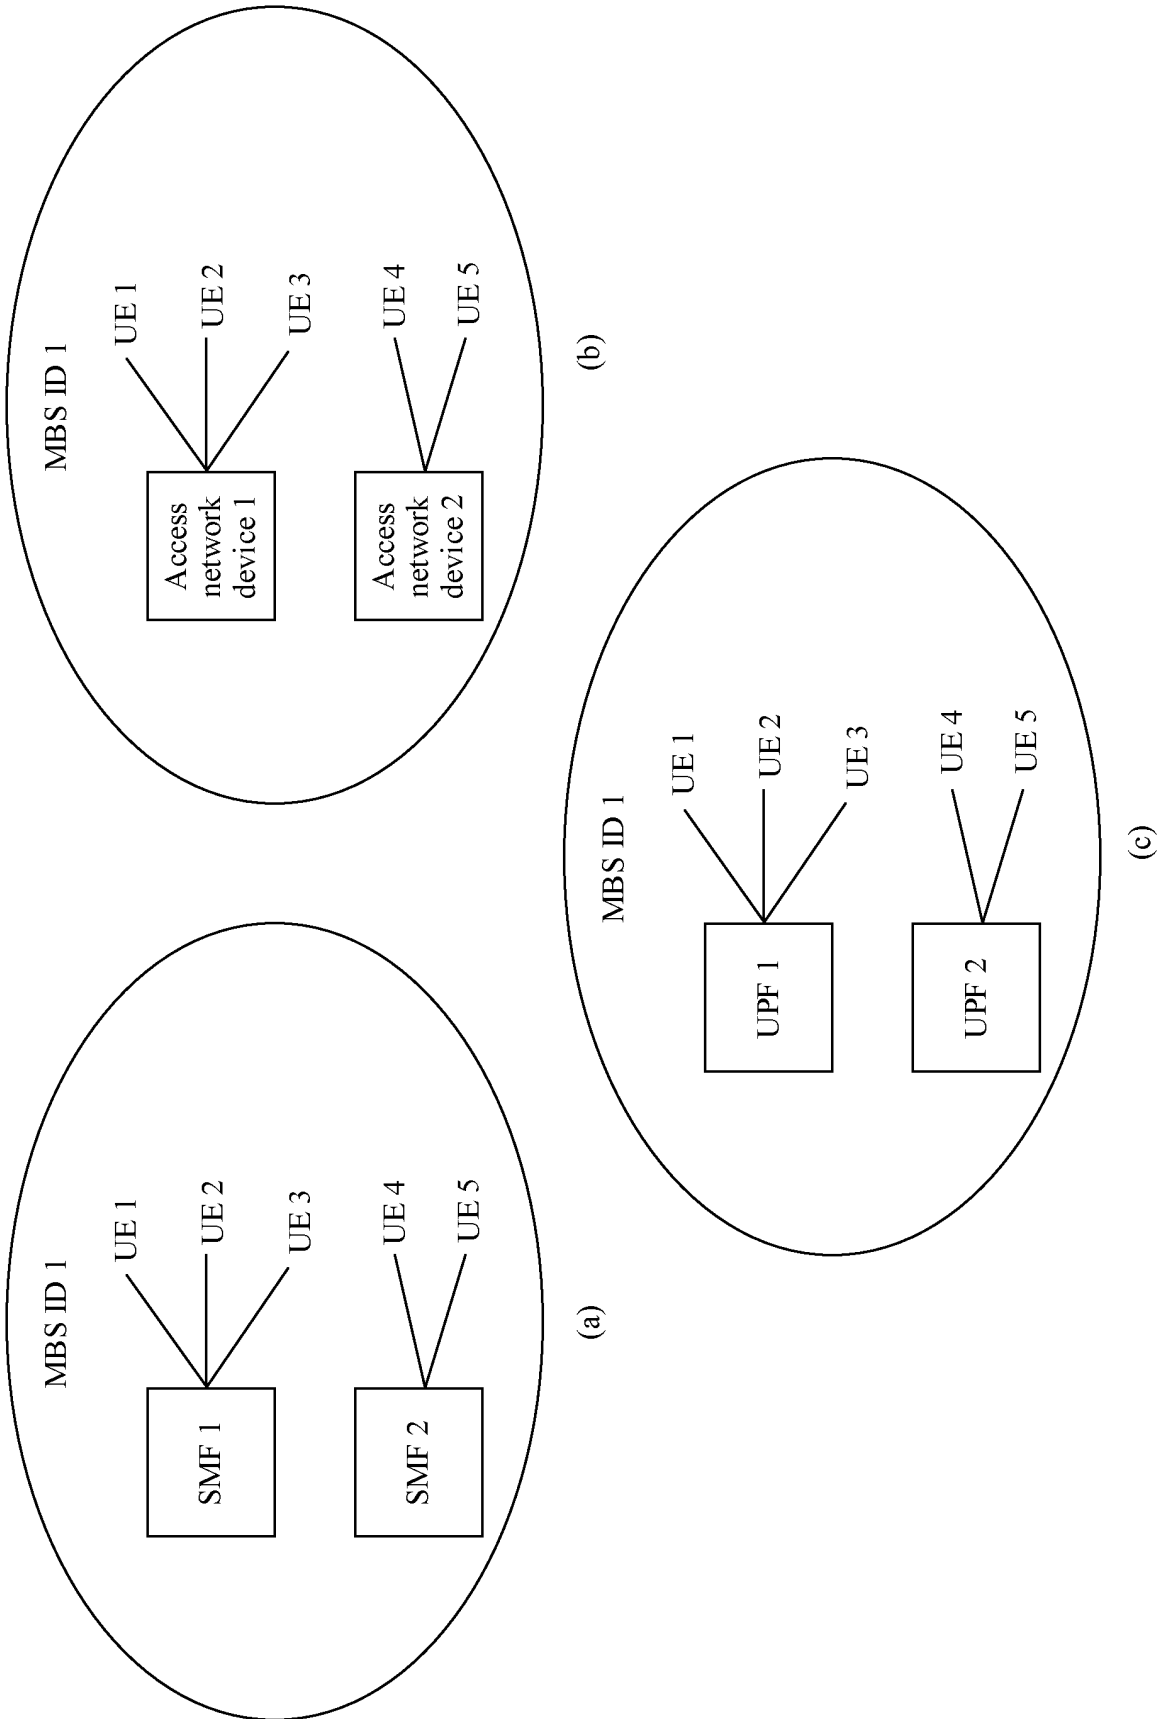 MBS ID 1
SMF 1
UE 1
UE 2
UE 3
SMF 2
UE 4
UE 5
(a)
MBS ID 1
Access
network
device 1
UE 1
UE 2
UE 3
Access
network
device 2
UE 4
UE 5
(b)
MBS ID 1
UPF 1
UE 1
UE 2
UE 3
UPF 2
UE 4
UE 5
(c)